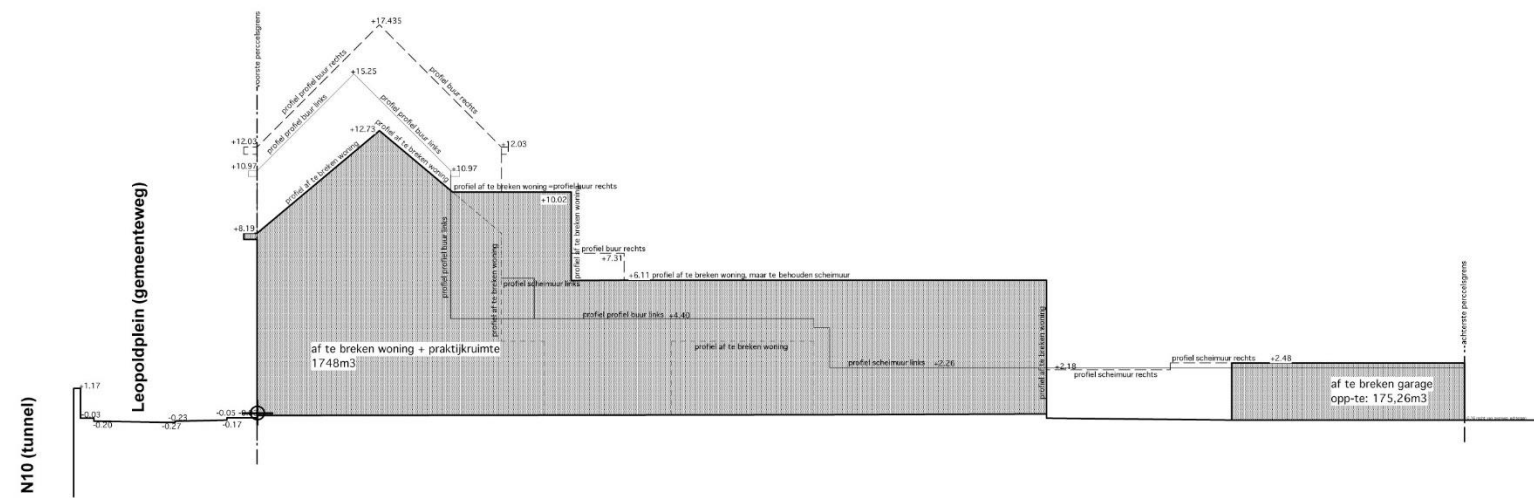 +17.435
voorste perceelsgrens
profiel profiel buur rechts
profiel buur rechts
+15.25
profiel profiel buur links
profiel profiel buur links
+12.73
profiel af te breken woning
profiel af te breken woning
+12.03
+12.03
+10.97
+10.97
profiel af te breken woning =profiel buur rechts
+10.02
profiel af te breken woning
+8.19
profiel buur rechts
+7.31
+6.11 profiel af te breken woning, maar te behouden scheimuur
profiel profiel buur links
profiel af te breken woning
profiel scheimuur links
profiel profiel buur links +4.40
profiel af te breken woning
af te breken woning + praktijkruimte
1748m3
profiel scheimuur links +2.26
profiel af te breken woning
+2.18
profiel scheimuur rechts
profiel scheimuur rechts +2.48
achterste perceelsgrens
af te breken garage
opp-te: 175,26m3
Leopoldplein (gemeenteweg)
N10 (tunnel)
+1.17
-0.03
-0.20
-0.23
-0.27
-0.05
-0.17